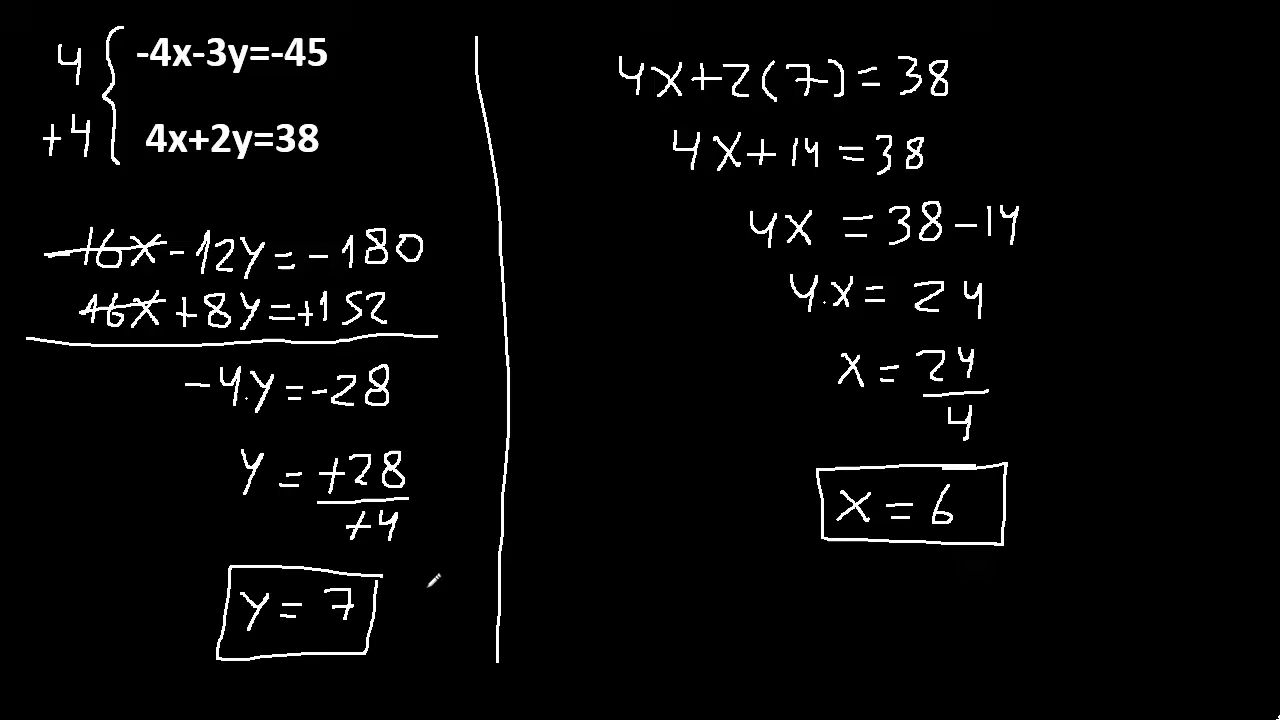 4 { -4x-3y=-45
+4 { 4x+2y=38
-16x-12y=-180
16x+8y=+152
-4.y=-28
y=+28
+4
y=7
4x+2(7)=38
4x+14=38
4x=38-14
4.x=24
x=24
4
x=6